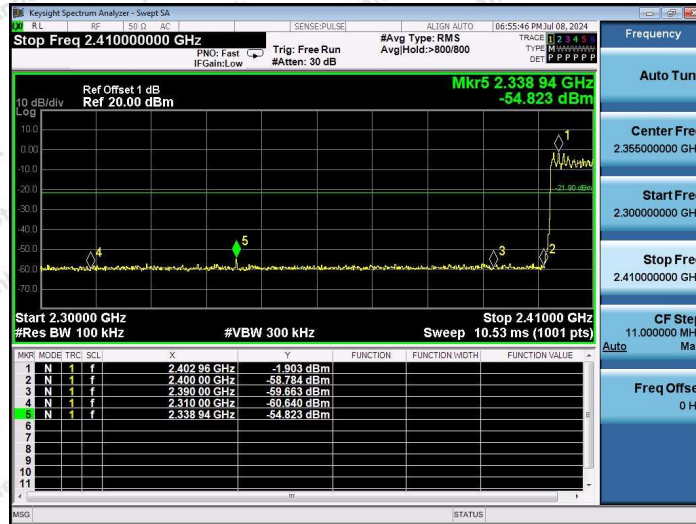 Keysight Spectrum Analyzer - Swept SA
LXI RL RF 50 Ω AC SENSE:PULSE ALIGN AUTO 06:55:46 PM Jul 08, 2024
Stop Freq 2.410000000 GHz
PNO: Fast
IFGain:Low
Trig: Free Run
#Atten: 30 dB
#Avg Type: RMS
Avg|Hold:>800/800
TRACE 1 2 3 4 5 6
TYPE M W W W W W
DET P P P P P P
Ref Offset 1 dB
10 dB/div Ref 20.00 dBm
Log
Mkr5 2.338 94 GHz
-54.823 dBm
10.0
0.00
-10.0
-20.0
-30.0
-40.0
-50.0
-60.0
-70.0
1
-21.90 dBm
4
5
3
2
Start 2.30000 GHz Stop 2.41000 GHz
#Res BW 100 kHz #VBW 300 kHz Sweep 10.53 ms (1001 pts)
MKR MODE TRC SCL X Y FUNCTION FUNCTION WIDTH FUNCTION VALUE
1 N 1 f 2.402 96 GHz -1.903 dBm
2 N 1 f 2.400 00 GHz -58.784 dBm
3 N 1 f 2.390 00 GHz -59.663 dBm
4 N 1 f 2.310 00 GHz -60.640 dBm
5 N 1 f 2.338 94 GHz -54.823 dBm
6
7
8
9
10
11
MSG STATUS
Frequency
Auto Tun
Center Fre
2.355000000 GH
Start Fre
2.300000000 GH
Stop Fre
2.410000000 GH
CF Step
11.000000 MH
Auto Ma
Freq Offse
0 H